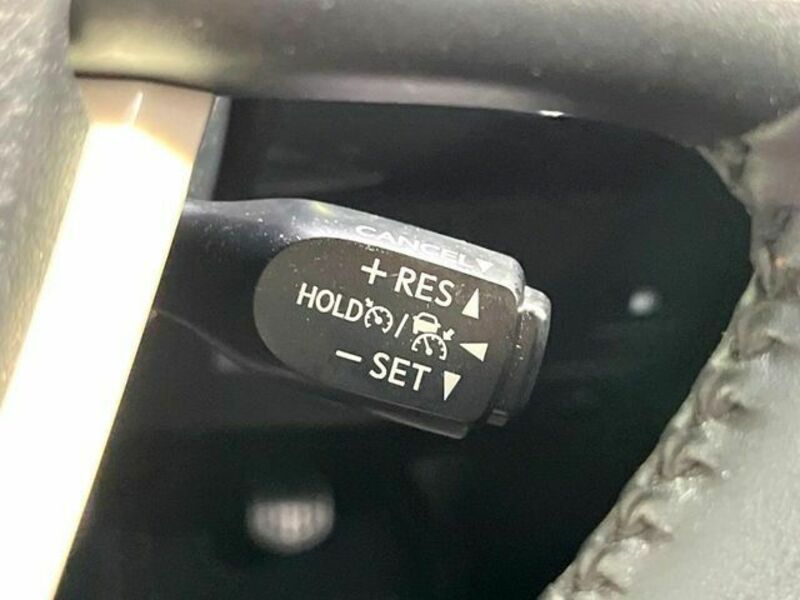 CANCEL▼
+ RES ▲
HOLD /
− SET ▼